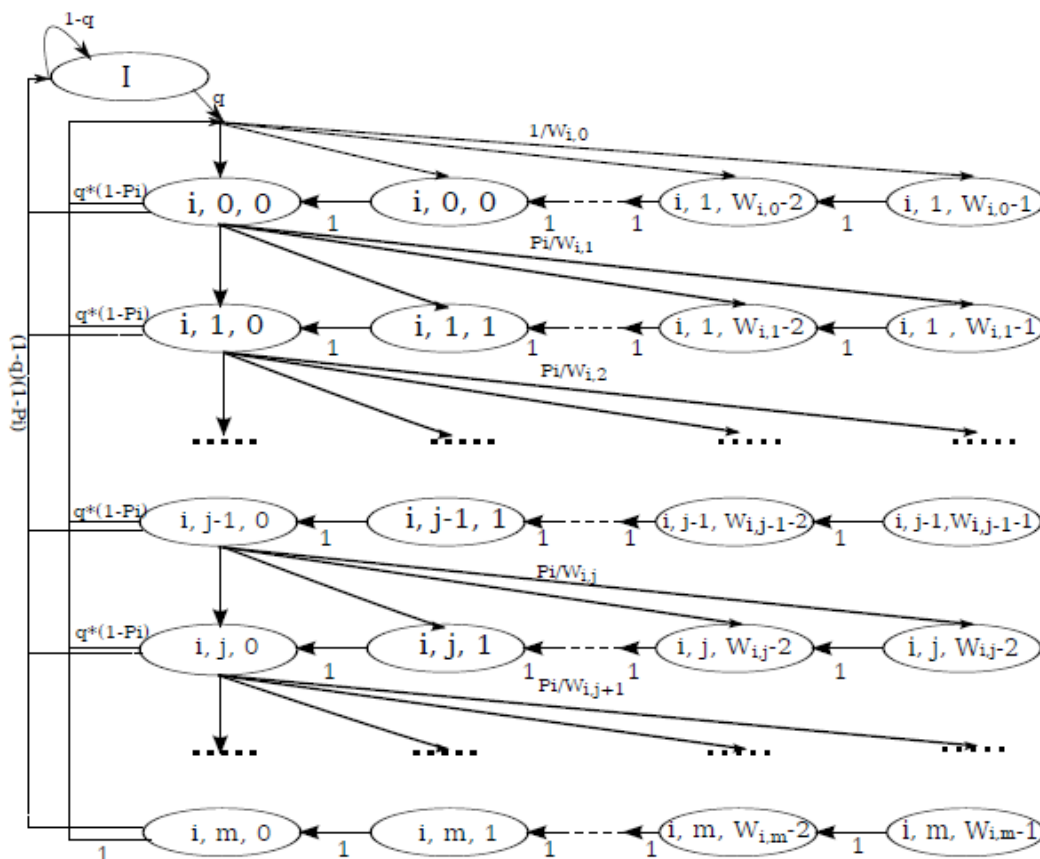 1-q
I
q
1/Wi,0
q*(1-Pi)
i, 0, 0
i, 0, 0
i, 1, Wi,0-2
i, 1, Wi,0-1
1
1
1
1
Pi/Wi,1
q*(1-Pi)
i, 1, 0
i, 1, 1
i, 1, Wi,1-2
i, 1 , Wi,1-1
1
1
1
1
(1-q)(1-Pi)
Pi/Wi,2
q*(1-Pi)
i, j-1, 0
i, j-1, 1
i, j-1, Wi,j-1-2
i, j-1,Wi,j-1-1
1
1
1
1
Pi/Wi,j
q*(1-Pi)
i, j, 0
i, j, 1
i, j, Wi,j-2
i, j, Wi,j-2
1
1
1
1
Pi/Wi,j+1
i, m, 0
i, m, 1
i, m, Wi,m-2
i, m, Wi,m-1
1
1
1
1
1